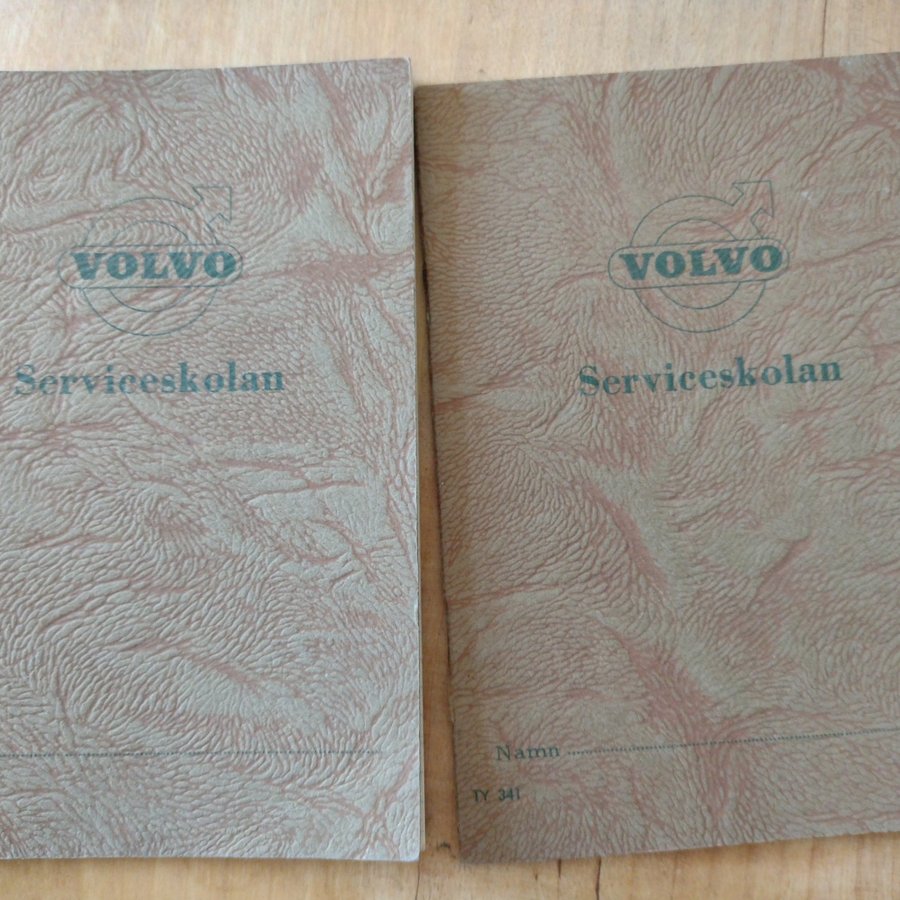 VOLVO
Serviceskolan
VOLVO
Serviceskolan
Namn
TY 341